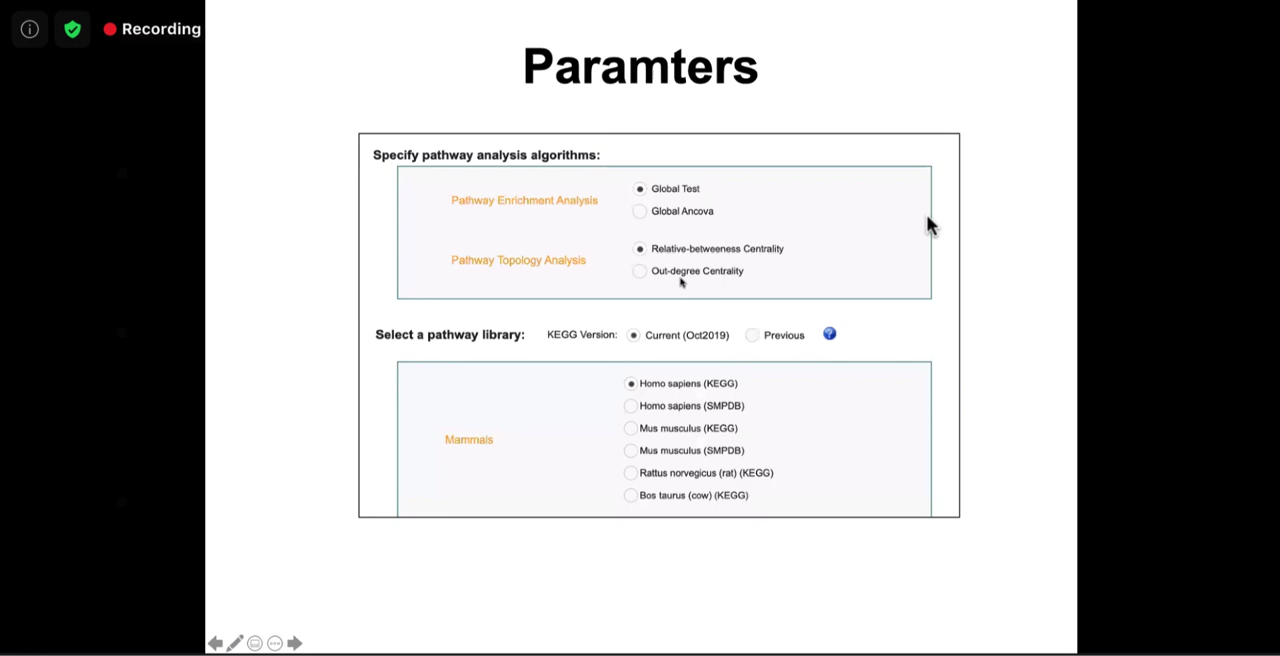 Recording
Paramters
Specify pathway analysis algorithms:
Pathway Enrichment Analysis
Global Test
Global Ancova
Pathway Topology Analysis
Relative-betweeness Centrality
Out-degree Centrality
Select a pathway library: KEGG Version: Current (Oct2019) Previous ?
Mammals
Homo sapiens (KEGG)
Homo sapiens (SMPDB)
Mus musculus (KEGG)
Mus musculus (SMPDB)
Rattus norvegicus (rat) (KEGG)
Bos taurus (cow) (KEGG)